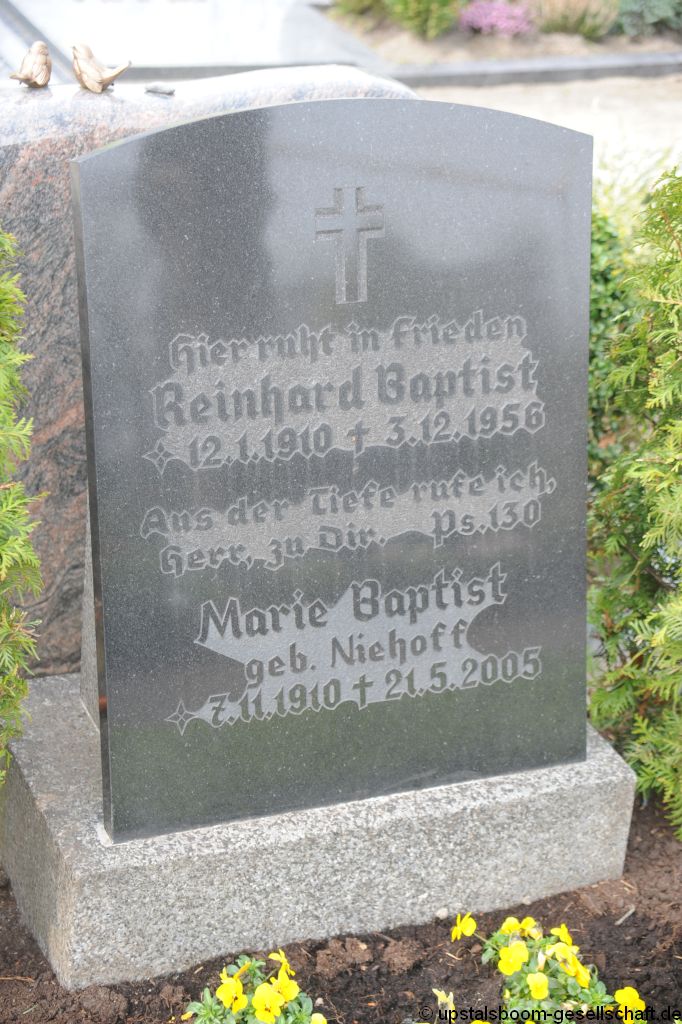 Hier ruht in Frieden
Reinhard Baptist
✧ 12.1.1910 † 3.12.1956
Aus der Tiefe rufe ich,
Herr, zu Dir. Ps.130
Marie Baptist
geb. Niehoff
✧ 7.11.1910 † 21.5.2005
© upstalsboom-gesellschaft.de